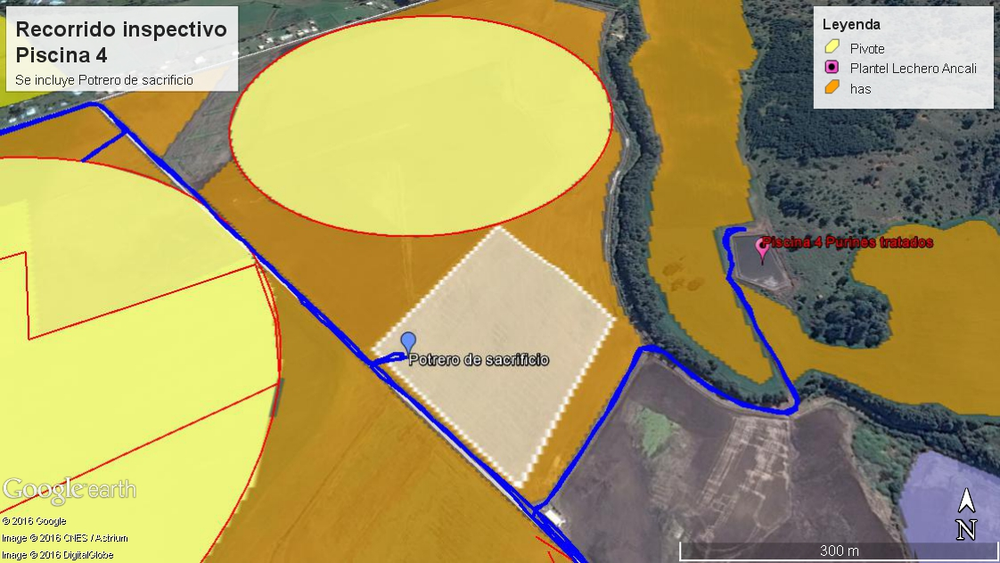 Recorrido inspectivo
Piscina 4
Se incluye Potrero de sacrificio
Leyenda
Pivote
Plantel Lechero Ancali
has
Piscina 4 Purines tratados
Potrero de sacrificio
Google earth
© 2016 Google
Image © 2016 CNES / Astrium
Image © 2016 DigitalGlobe
N
300 m